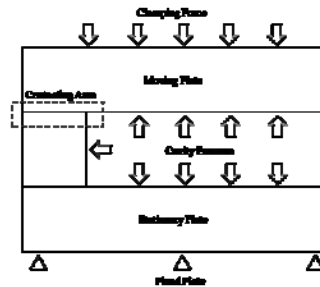 Clamping Force
Moving Plate
Contacting Area
Cavity Pressure
Stationary Plate
Fixed Plate